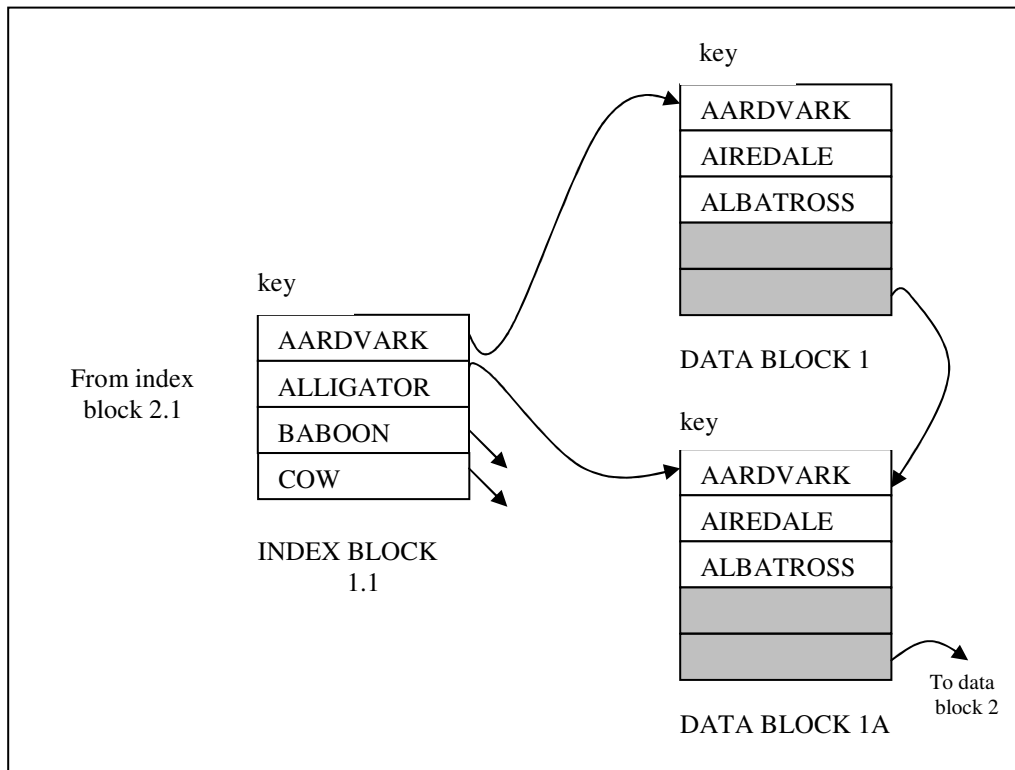 key
AARDVARK
AIREDALE
ALBATROSS
DATA BLOCK 1
key
AARDVARK
ALLIGATOR
BABOON
COW
INDEX BLOCK
1.1
From index
block 2.1
key
AARDVARK
AIREDALE
ALBATROSS
To data
block 2
DATA BLOCK 1A